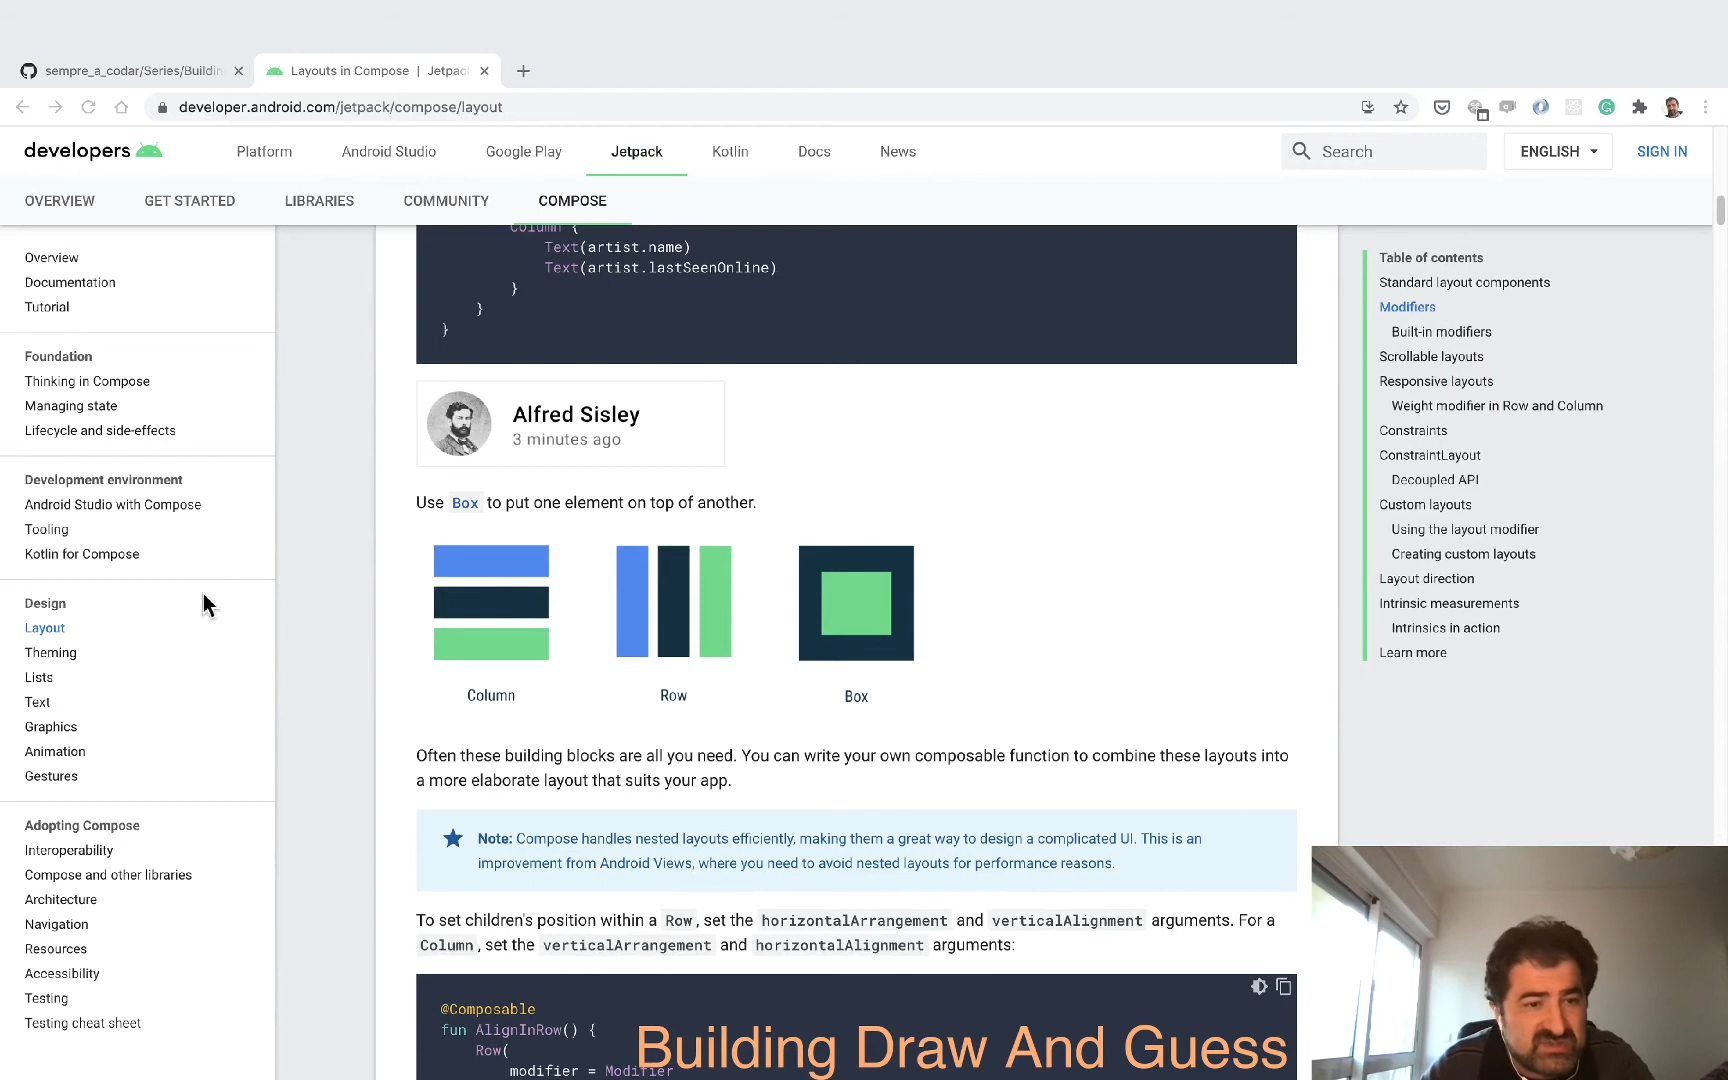 sempre_a_codar/Series/Buildin
Layouts in Compose | Jetpack
developer.android.com/jetpack/compose/layout
developers
Platform
Android Studio
Google Play
Jetpack
Kotlin
Docs
News
Search
ENGLISH
SIGN IN
OVERVIEW
GET STARTED
LIBRARIES
COMMUNITY
COMPOSE
Overview
Documentation
Tutorial
Foundation
Thinking in Compose
Managing state
Lifecycle and side-effects
Development environment
Android Studio with Compose
Tooling
Kotlin for Compose
Design
Layout
Theming
Lists
Text
Graphics
Animation
Gestures
Adopting Compose
Interoperability
Compose and other libraries
Architecture
Navigation
Resources
Accessibility
Testing
Testing cheat sheet
Column {
Text(artist.name)
Text(artist.lastSeenOnline)
}
}
}
Alfred Sisley
3 minutes ago
Use Box to put one element on top of another.
Column
Row
Box
Often these building blocks are all you need. You can write your own composable function to combine these layouts into
a more elaborate layout that suits your app.
Note: Compose handles nested layouts efficiently, making them a great way to design a complicated UI. This is an
improvement from Android Views, where you need to avoid nested layouts for performance reasons.
To set children's position within a Row, set the horizontalArrangement and verticalAlignment arguments. For a
Column, set the verticalArrangement and horizontalAlignment arguments:
@Composable
fun AlignInRow() {
Row(
modifier = Modifier
Building Draw And Guess
Table of contents
Standard layout components
Modifiers
Built-in modifiers
Scrollable layouts
Responsive layouts
Weight modifier in Row and Column
Constraints
ConstraintLayout
Decoupled API
Custom layouts
Using the layout modifier
Creating custom layouts
Layout direction
Intrinsic measurements
Intrinsics in action
Learn more